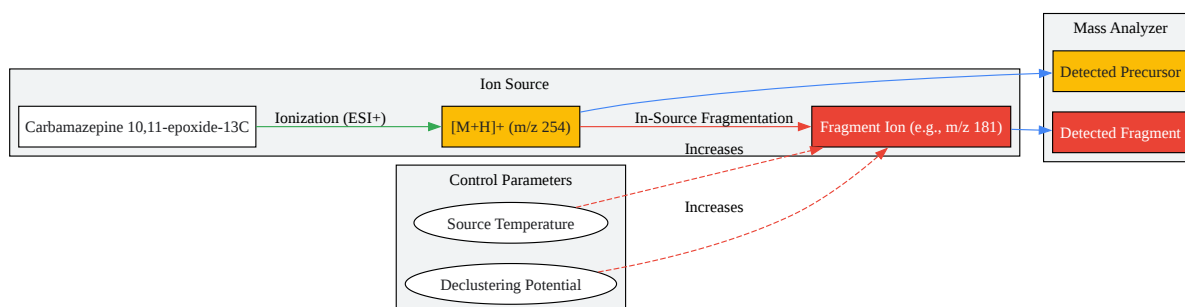 Mass Analyzer
Detected Precursor
Ion Source
Carbamazepine 10,11-epoxide-13C
Ionization (ESI+)
[M+H]+ (m/z 254)
In-Source Fragmentation
Fragment Ion (e.g., m/z 181)
Detected Fragment
Increases
Control Parameters
Source Temperature
Increases
Declustering Potential